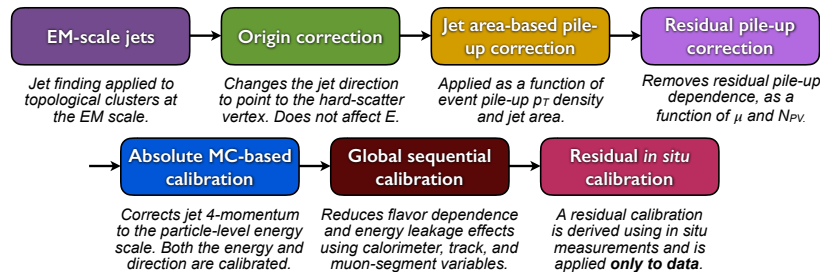 EM-scale jets
Origin correction
Jet area-based pile-
up correction
Residual pile-up
correction
Jet finding applied to
topological clusters at
the EM scale.
Changes the jet direction
to point to the hard-scatter
vertex. Does not affect E.
Applied as a function of
event pile-up pT density
and jet area.
Removes residual pile-up
dependence, as a
function of μ and NPV.
Absolute MC-based
calibration
Global sequential
calibration
Residual in situ
calibration
Corrects jet 4-momentum
to the particle-level energy
scale. Both the energy and
direction are calibrated.
Reduces flavor dependence
and energy leakage effects
using calorimeter, track, and
muon-segment variables.
A residual calibration
is derived using in situ
measurements and is
applied only to data.